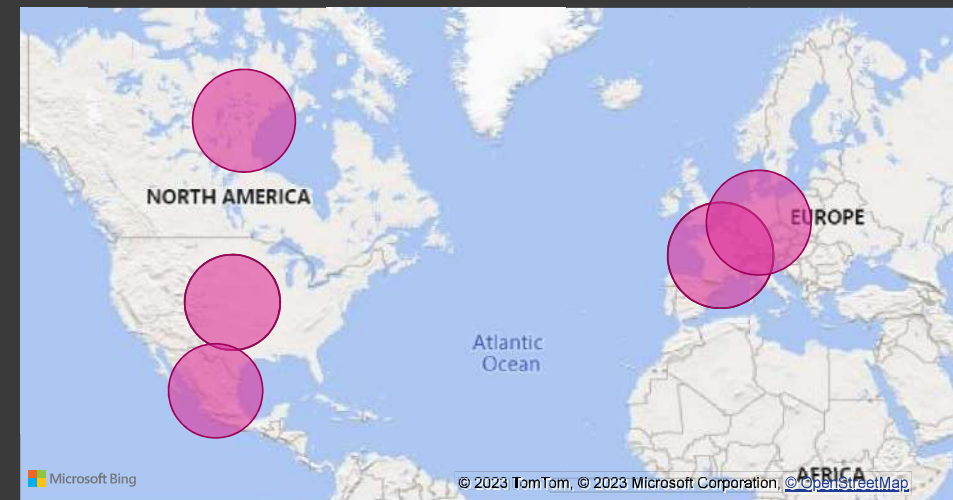 NORTH AMERICA
EUROPE
Atlantic
Ocean
AFRICA
Microsoft Bing
© 2023 TomTom, © 2023 Microsoft Corporation, © OpenStreetMap